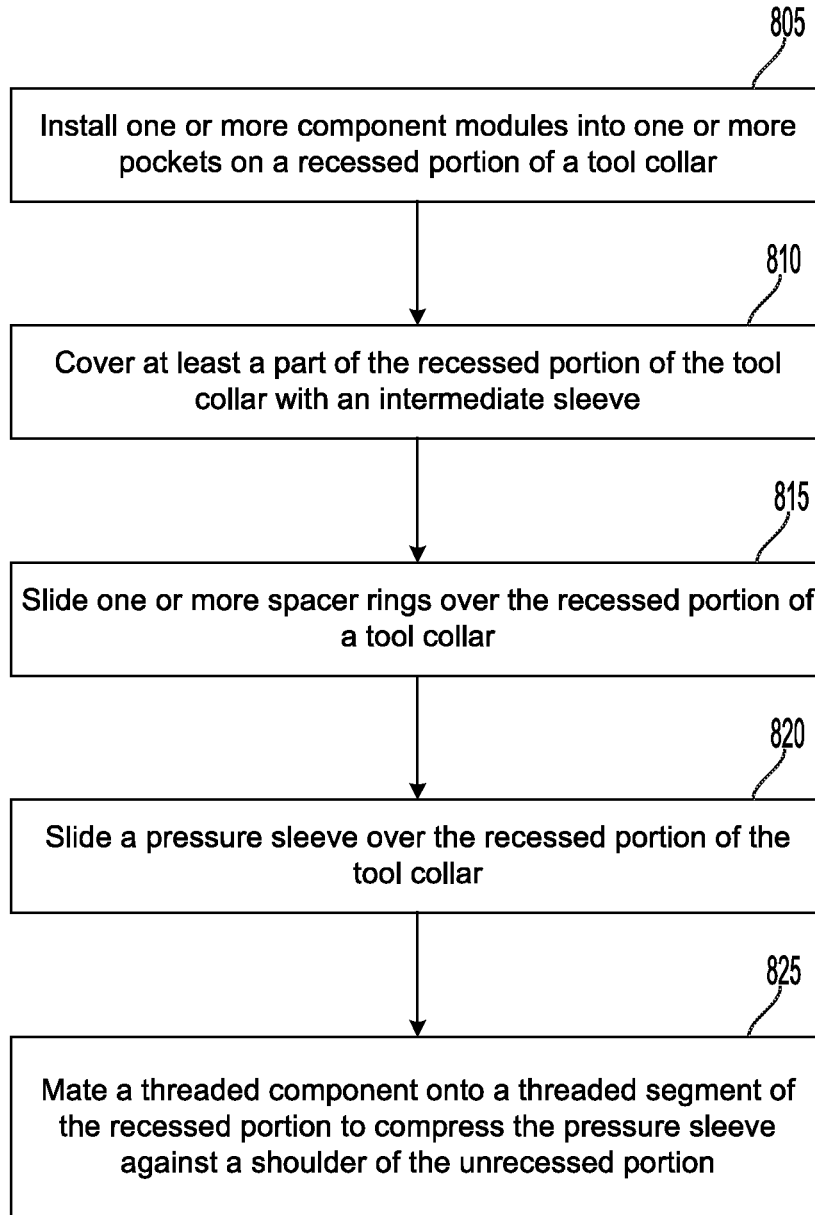 805
Install one or more component modules into one or more
pockets on a recessed portion of a tool collar
810
Cover at least a part of the recessed portion of the tool
collar with an intermediate sleeve
815
Slide one or more spacer rings over the recessed portion of
a tool collar
820
Slide a pressure sleeve over the recessed portion of the
tool collar
825
Mate a threaded component onto a threaded segment of
the recessed portion to compress the pressure sleeve
against a shoulder of the unrecessed portion